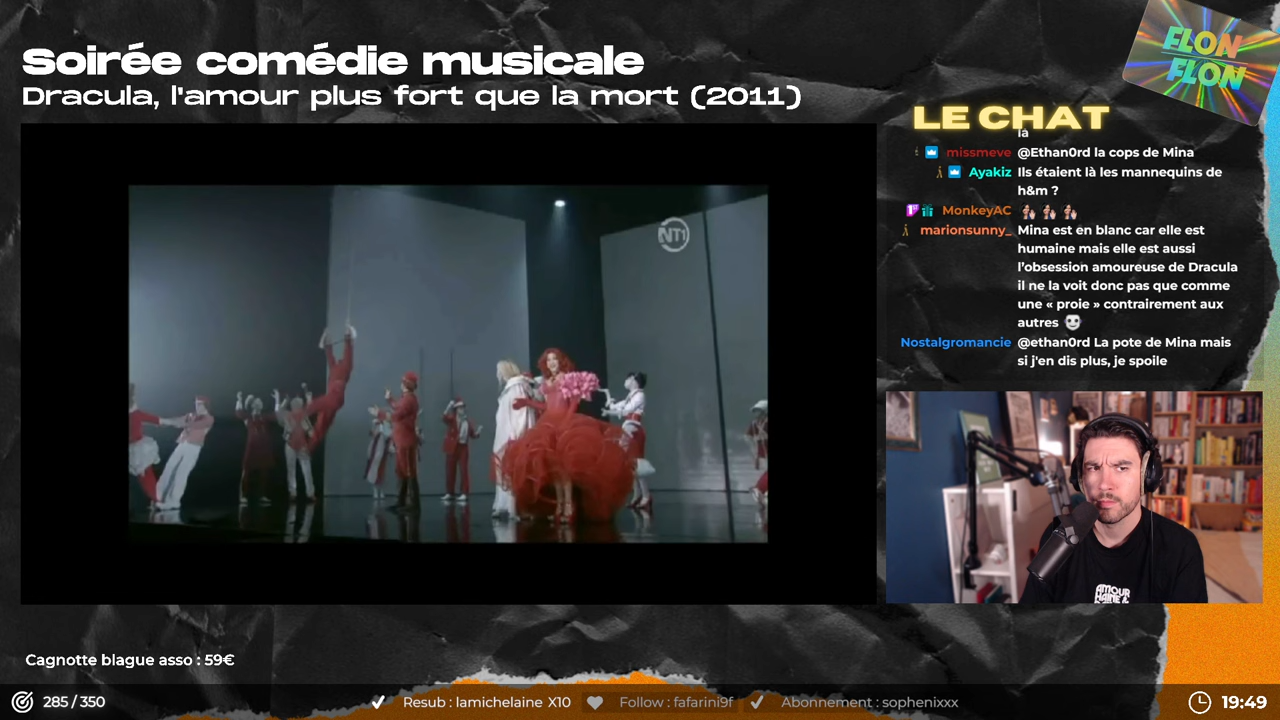 Soirée comédie musicale
Dracula, l'amour plus fort que la mort (2011)
FLON
FLON
LE CHAT
là
missmeve @Ethan0rd la cops de Mina
Ayakiz Ils étaient là les mannequins de
h&m ?
MonkeyAC
marionsunny_ Mina est en blanc car elle est
humaine mais elle est aussi
l'obsession amoureuse de Dracula
il ne la voit donc pas que comme
une « proie » contrairement aux
autres
Nostalgromancie @ethan0rd La pote de Mina mais
si j'en dis plus, je spoile
NT1
AMOUR
HAINE &
Cagnotte blague asso : 59€
285 / 350
Resub : lamichelaine X10
Follow : fafarini9f
Abonnement : sophenixxx
19:49